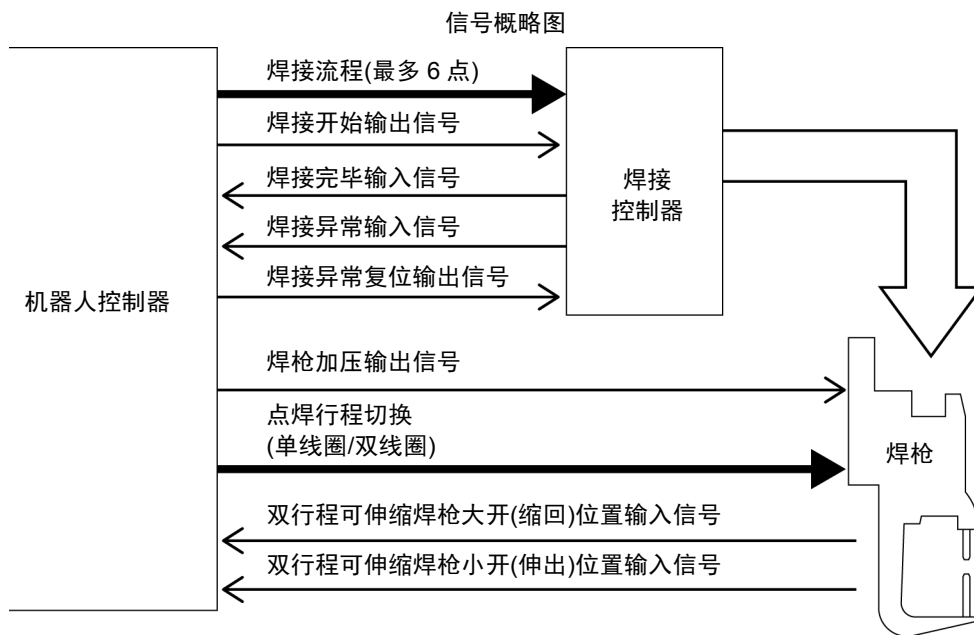 信号概略图
焊接流程(最多 6 点)
焊接开始输出信号
焊接完毕输入信号
焊接异常输入信号
焊接异常复位输出信号
焊接
控制器
机器人控制器
焊枪加压输出信号
点焊行程切换
(单线圈/双线圈)
焊枪
双行程可伸缩焊枪大开(缩回)位置输入信号
双行程可伸缩焊枪小开(伸出)位置输入信号